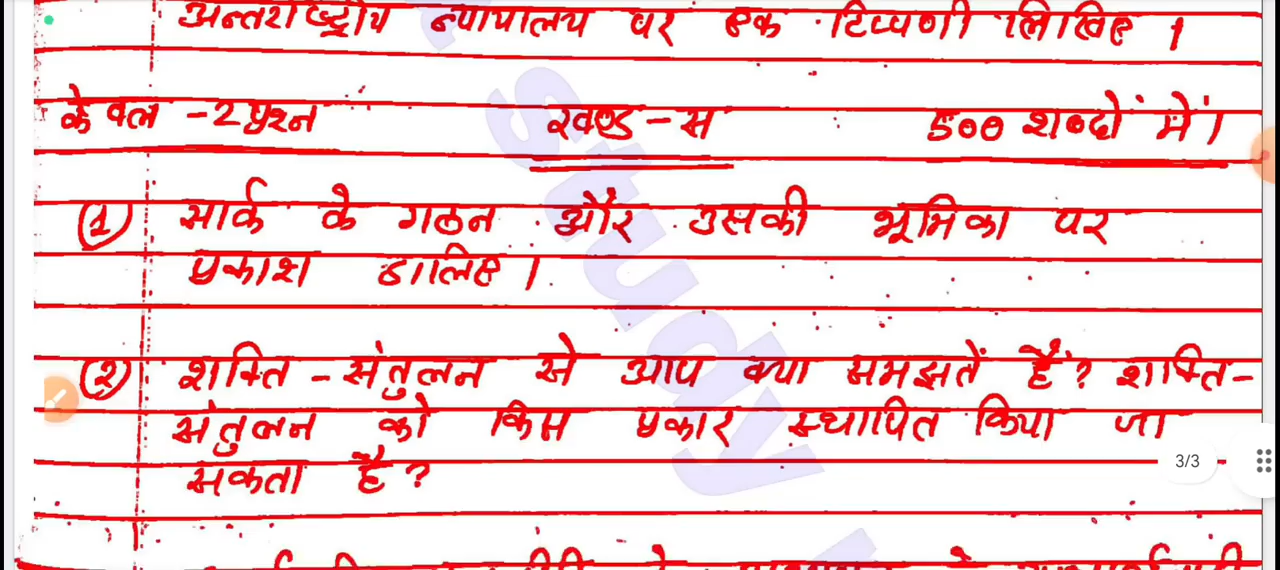 अन्तर्राष्ट्रीय न्यायालय पर एक टिप्पणी लिखिए ।
केवल - 2 प्रश्न खण्ड - स 500 शब्दों में।
(1) सार्क के गठन और उसकी भूमिका पर
प्रकाश डालिए।
(2) शक्ति - संतुलन से आप क्या समझतें हैं? शक्ति -
संतुलन को किस प्रकार स्थापित किया जा
सकता है?
3/3
study